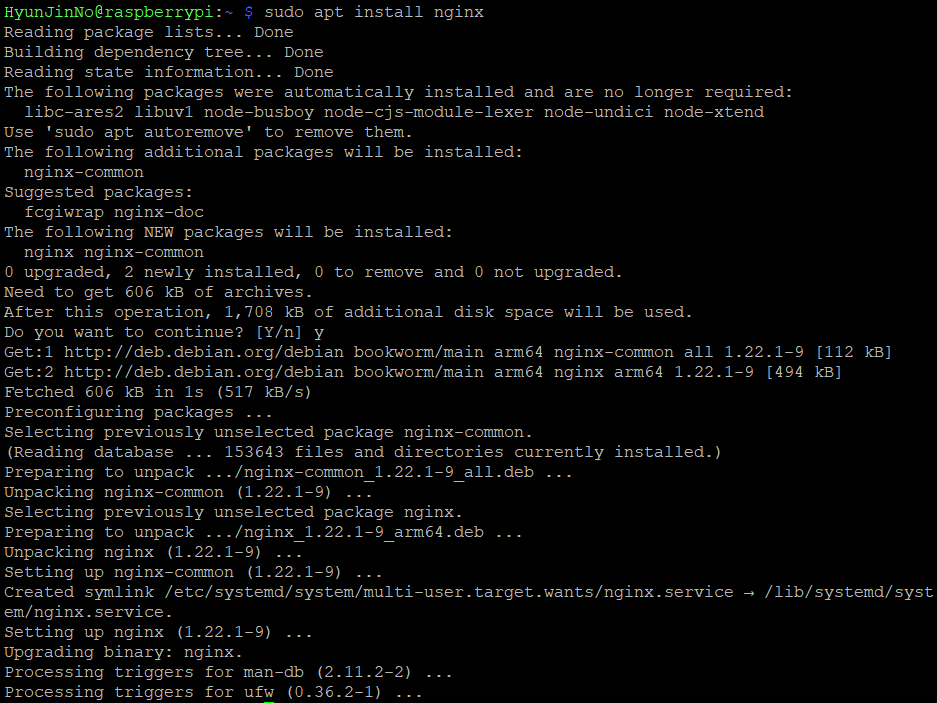 HyunJinNo@raspberrypi:~ $ sudo apt install nginx
Reading package lists... Done
Building dependency tree... Done
Reading state information... Done
The following packages were automatically installed and are no longer required:
  libc-ares2 libuv1 node-busboy node-cjs-module-lexer node-undici node-xtend
Use 'sudo apt autoremove' to remove them.
The following additional packages will be installed:
  nginx-common
Suggested packages:
  fcgiwrap nginx-doc
The following NEW packages will be installed:
  nginx nginx-common
0 upgraded, 2 newly installed, 0 to remove and 0 not upgraded.
Need to get 606 kB of archives.
After this operation, 1,708 kB of additional disk space will be used.
Do you want to continue? [Y/n] y
Get:1 http://deb.debian.org/debian bookworm/main arm64 nginx-common all 1.22.1-9 [112 kB]
Get:2 http://deb.debian.org/debian bookworm/main arm64 nginx arm64 1.22.1-9 [494 kB]
Fetched 606 kB in 1s (517 kB/s)
Preconfiguring packages ...
Selecting previously unselected package nginx-common.
(Reading database ... 153643 files and directories currently installed.)
Preparing to unpack .../nginx-common_1.22.1-9_all.deb ...
Unpacking nginx-common (1.22.1-9) ...
Selecting previously unselected package nginx.
Preparing to unpack .../nginx_1.22.1-9_arm64.deb ...
Unpacking nginx (1.22.1-9) ...
Setting up nginx-common (1.22.1-9) ...
Created symlink /etc/systemd/system/multi-user.target.wants/nginx.service → /lib/systemd/syst
em/nginx.service.
Setting up nginx (1.22.1-9) ...
Upgrading binary: nginx.
Processing triggers for man-db (2.11.2-2) ...
Processing triggers for ufw (0.36.2-1) ...